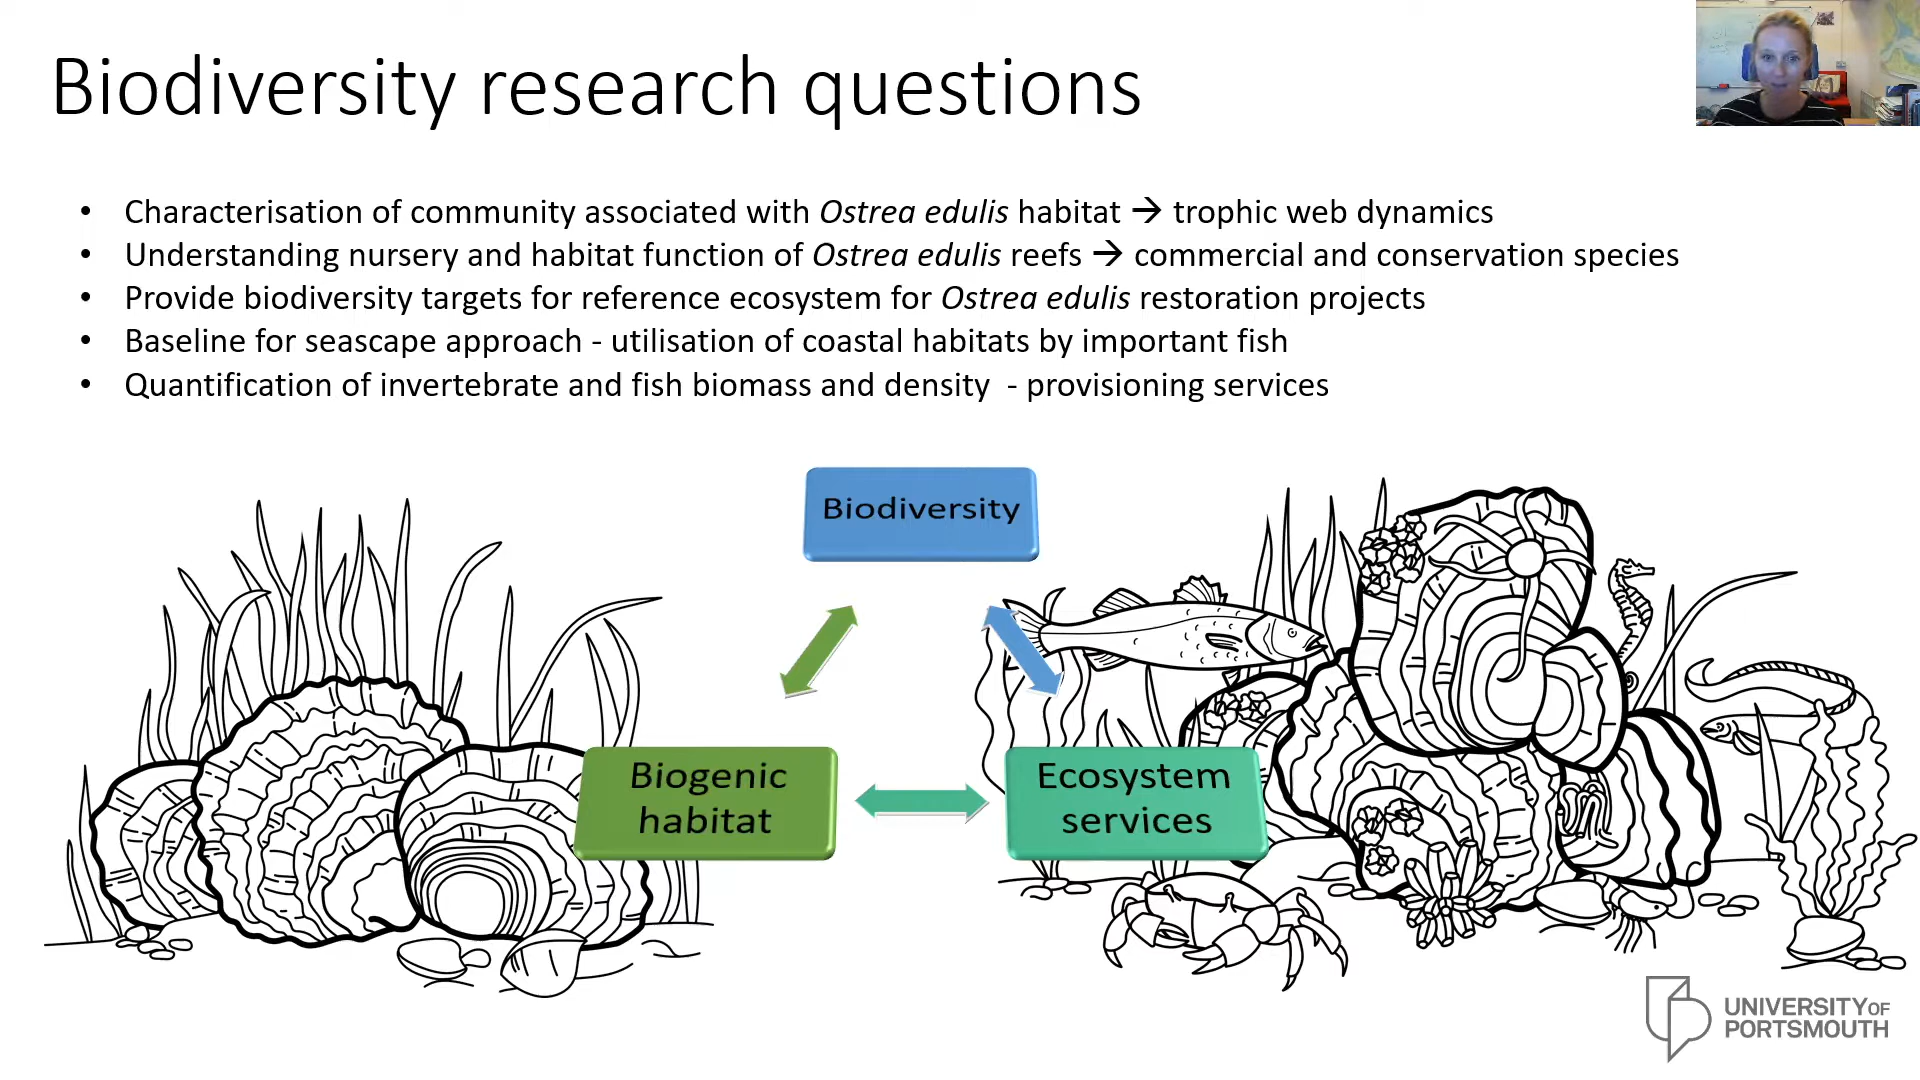 Biodiversity research questions
• Characterisation of community associated with Ostrea edulis habitat → trophic web dynamics
• Understanding nursery and habitat function of Ostrea edulis reefs → commercial and conservation species
• Provide biodiversity targets for reference ecosystem for Ostrea edulis restoration projects
• Baseline for seascape approach - utilisation of coastal habitats by important fish
• Quantification of invertebrate and fish biomass and density - provisioning services
Biodiversity
Biogenic
habitat
Ecosystem
services
UNIVERSITY OF
PORTSMOUTH